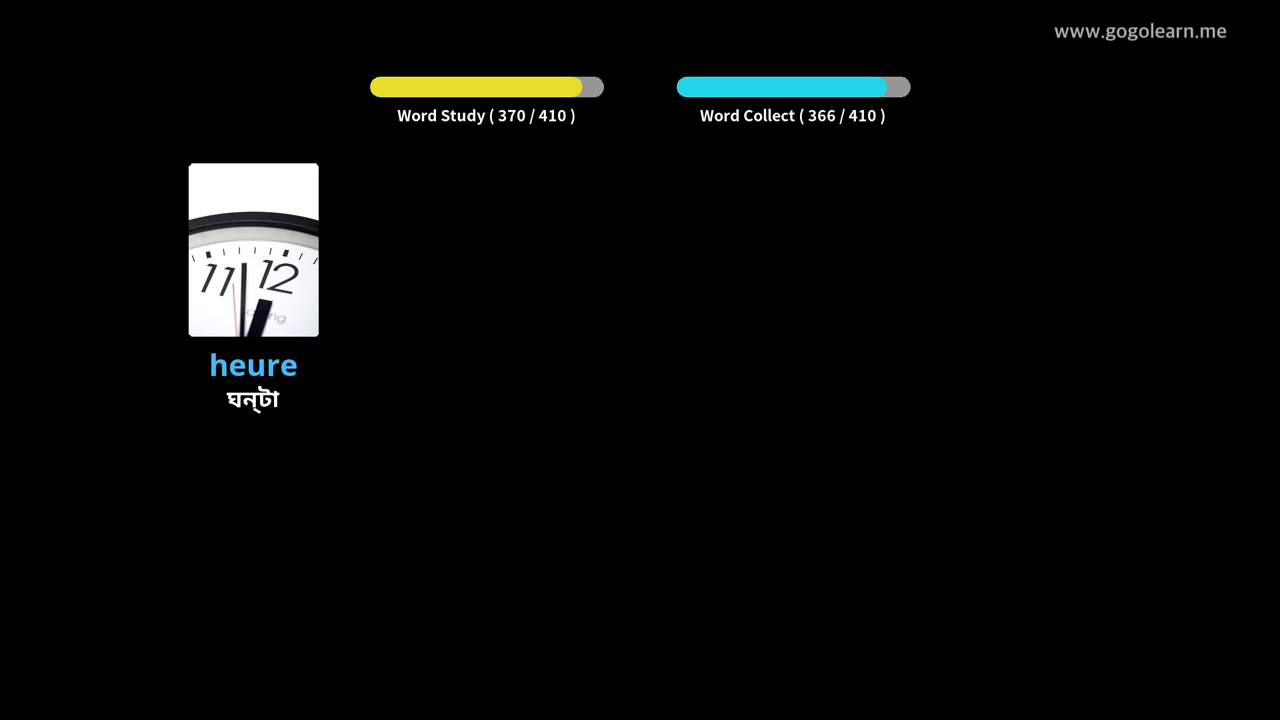 www.gogolearn.me
Word Study ( 370 / 410 )
Word Collect ( 366 / 410 )
11 12
heure
ঘন্টা